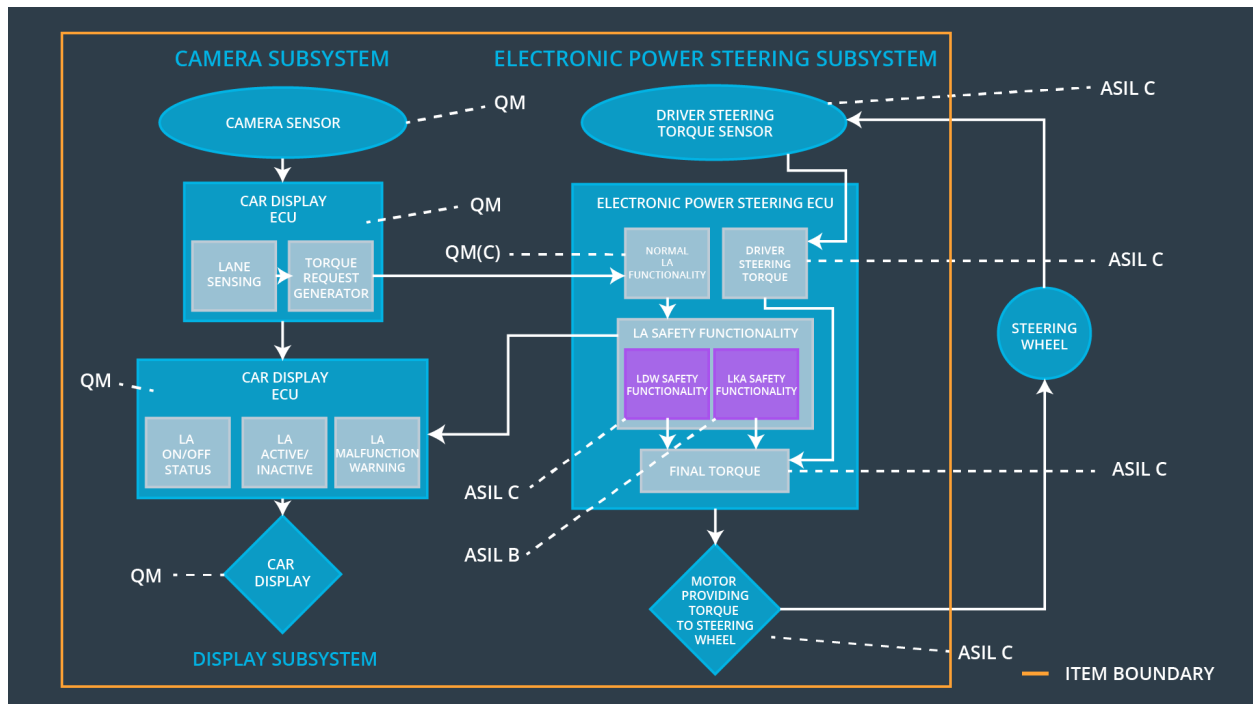 CAMERA SUBSYSTEM
ELECTRONIC POWER STEERING SUBSYSTEM
CAMERA SENSOR
QM
DRIVER STEERING
TORQUE SENSOR
ASIL C
CAR DISPLAY
ECU
QM
LANE
SENSING
TORQUE
REQUEST
GENERATOR
ELECTRONIC POWER STEERING ECU
QM(C)
NORMAL
LA
FUNCTIONALITY
DRIVER
STEERING
TORQUE
ASIL C
LA SAFETY FUNCTIONALITY
LDW SAFETY
FUNCTIONALITY
LKA SAFETY
FUNCTIONALITY
STEERING
WHEEL
QM
CAR DISPLAY
ECU
LA
ON/OFF
STATUS
LA
ACTIVE/
INACTIVE
LA
MALFUNCTION
WARNING
FINAL TORQUE
ASIL C
ASIL C
ASIL B
QM
CAR
DISPLAY
MOTOR
PROVIDING
TORQUE
TO STEERING
WHEEL
ASIL C
DISPLAY SUBSYSTEM
ITEM BOUNDARY